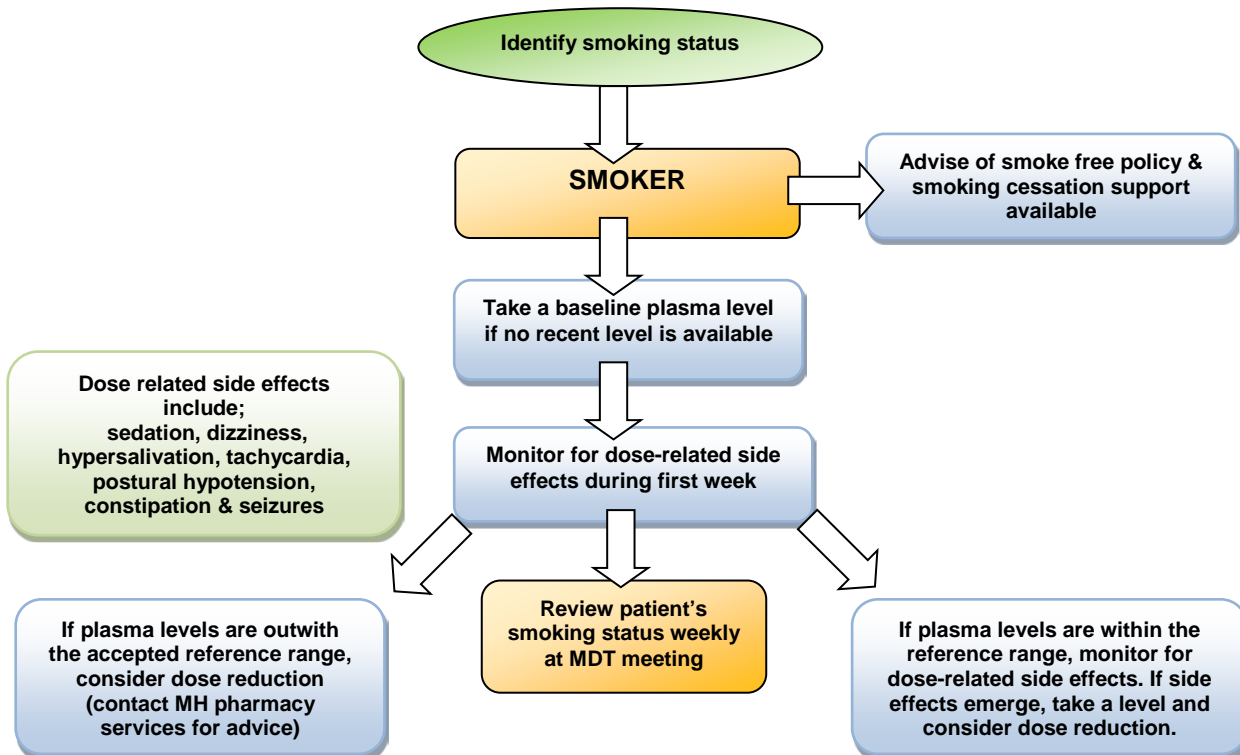 Identify smoking status
SMOKER
Advise of smoke free policy &
smoking cessation support
available
Take a baseline plasma level
if no recent level is available
Dose related side effects
include;
sedation, dizziness,
hypersalivation, tachycardia,
postural hypotension,
constipation & seizures
Monitor for dose-related side
effects during first week
If plasma levels are outwith
the accepted reference range,
consider dose reduction
(contact MH pharmacy
services for advice)
Review patient’s
smoking status weekly
at MDT meeting
If plasma levels are within the
reference range, monitor for
dose-related side effects. If side
effects emerge, take a level and
consider dose reduction.